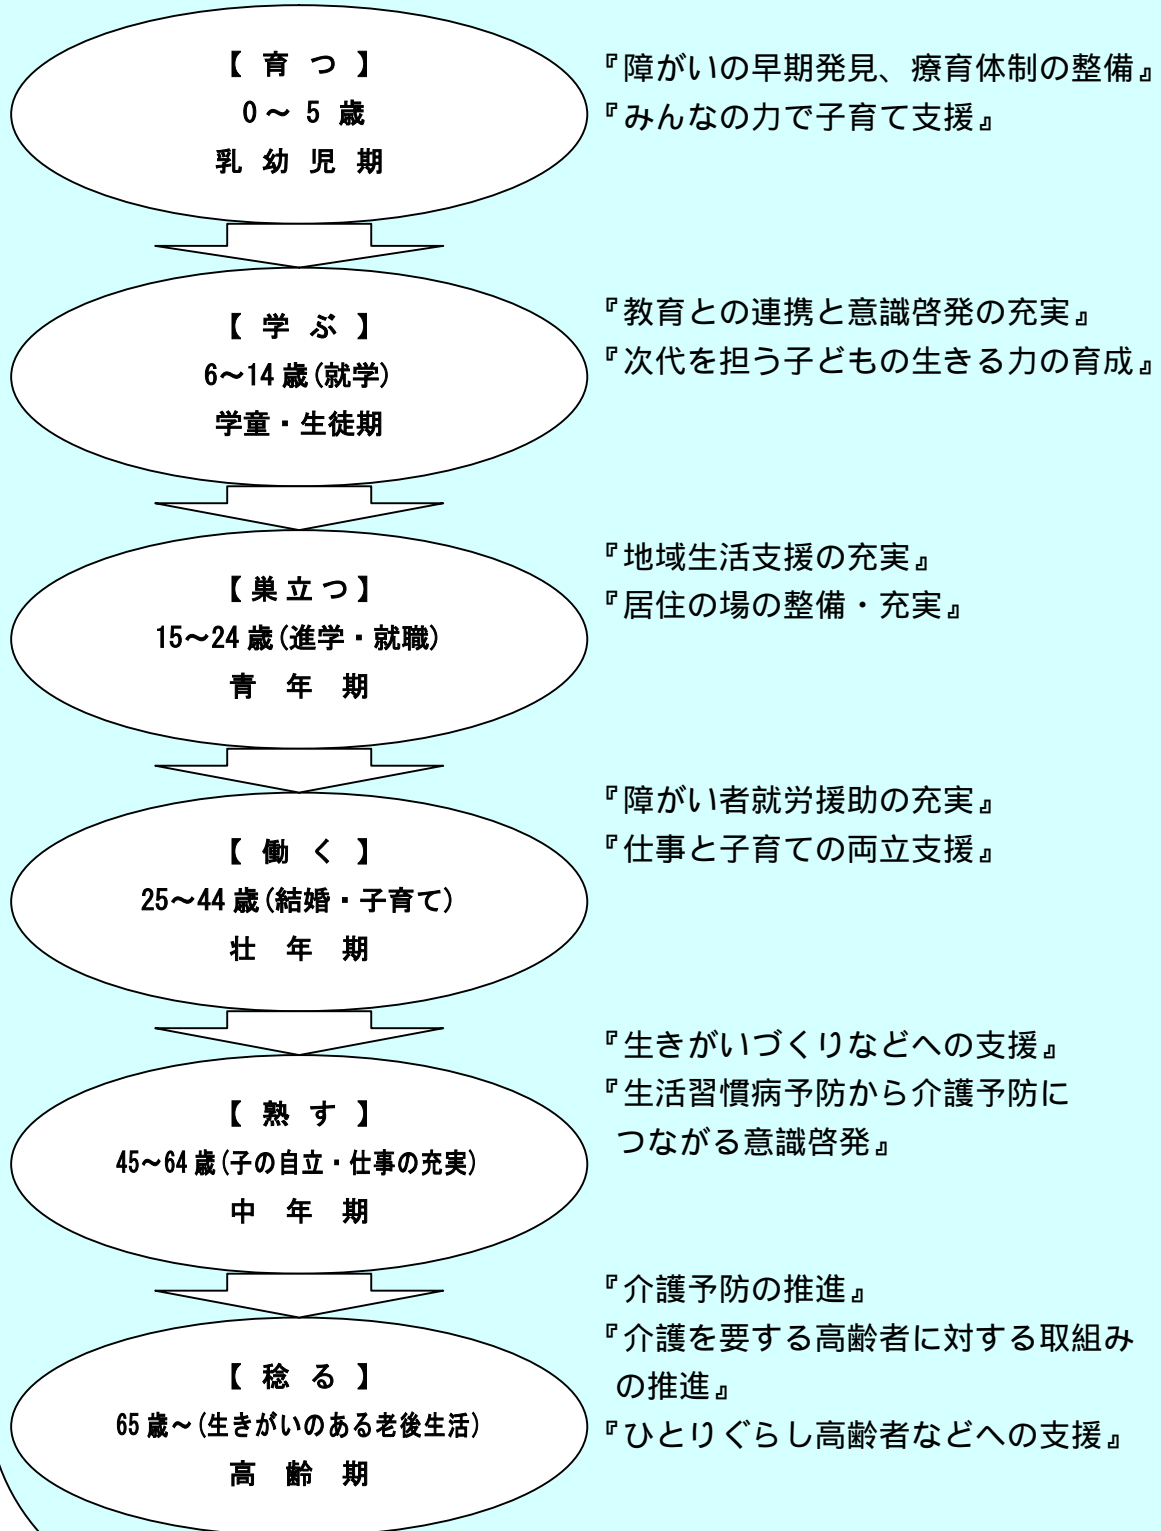 【 育 つ 】
0～ 5 歳
乳 幼 児 期
『障がいの早期発見、療育体制の整備』
『みんなの力で子育て支援』
【 学 ぶ 】
6～14 歳(就学)
学童・生徒期
『教育との連携と意識啓発の充実』
『次代を担う子どもの生きる力の育成』
【 巣 立 つ 】
15～24 歳(進学・就職)
青 年 期
『地域生活支援の充実』
『居住の場の整備・充実』
【 働 く 】
25～44 歳(結婚・子育て)
壮 年 期
『障がい者就労援助の充実』
『仕事と子育ての両立支援』
【 熟 す 】
45～64 歳(子の自立・仕事の充実)
中 年 期
『生きがいづくりなどへの支援』
『生活習慣病予防から介護予防に
つながる意識啓発』
【 稔 る 】
65 歳～(生きがいのある老後生活)
高 齢 期
『介護予防の推進』
『介護を要する高齢者に対する取組み
の推進』
『ひとりぐらし高齢者などへの支援』